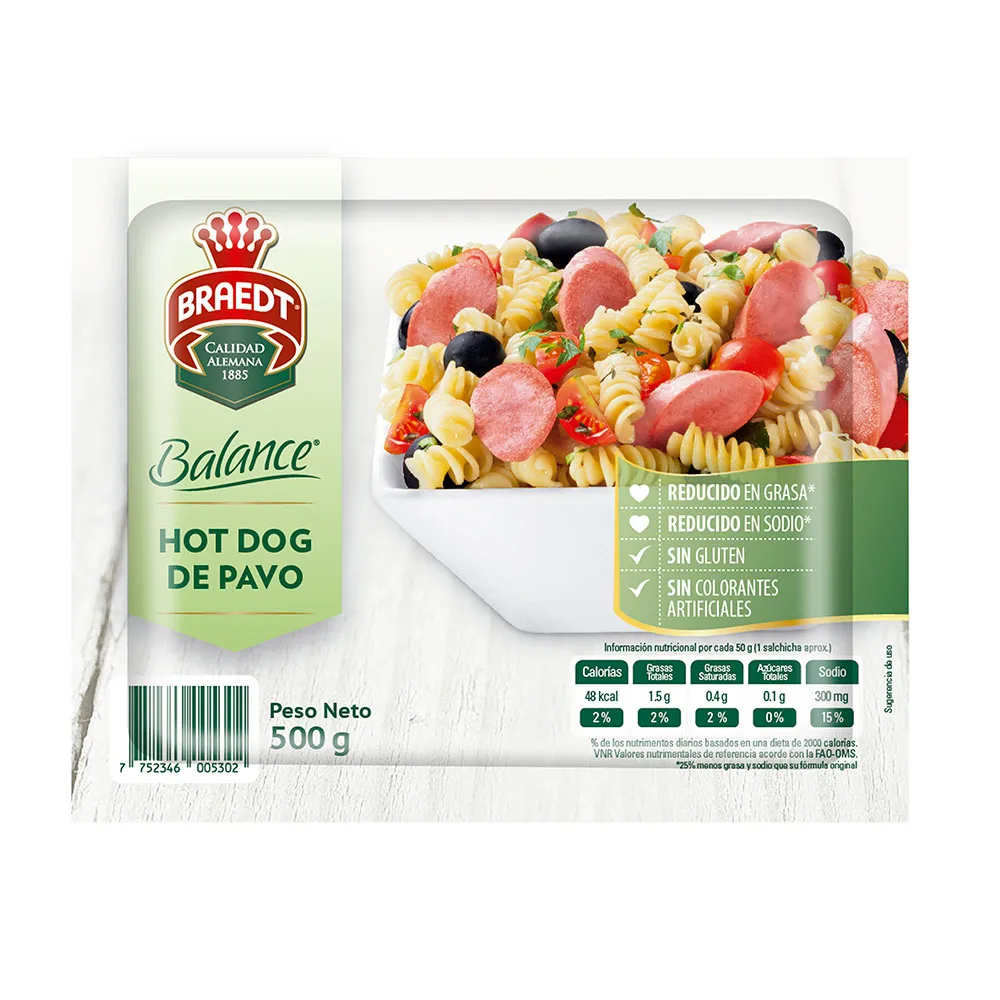 BRAEDT®
CALIDAD
ALEMANA
1885
Balance®
HOT DOG
DE PAVO
REDUCIDO EN GRASA*
REDUCIDO EN SODIO*
SIN GLUTEN
SIN COLORANTES
ARTIFICIALES
Información nutricional por cada 50 g (1 salchicha aprox.)
Calorías Grasas Totales Grasas Saturadas Azúcares Totales Sodio
48 kcal 1.5 g 0.4 g 0.1 g 300 mg
2% 2% 2% 0% 15%
% de los nutrimentos diarios basados en una dieta de 2000 calorías.
VNR Valores nutrimentales de referencia acorde con la FAO-OMS.
*25% menos grasa y sodio que su fórmula original
Sugerencia de uso
Peso Neto
500 g
7 752346 005302